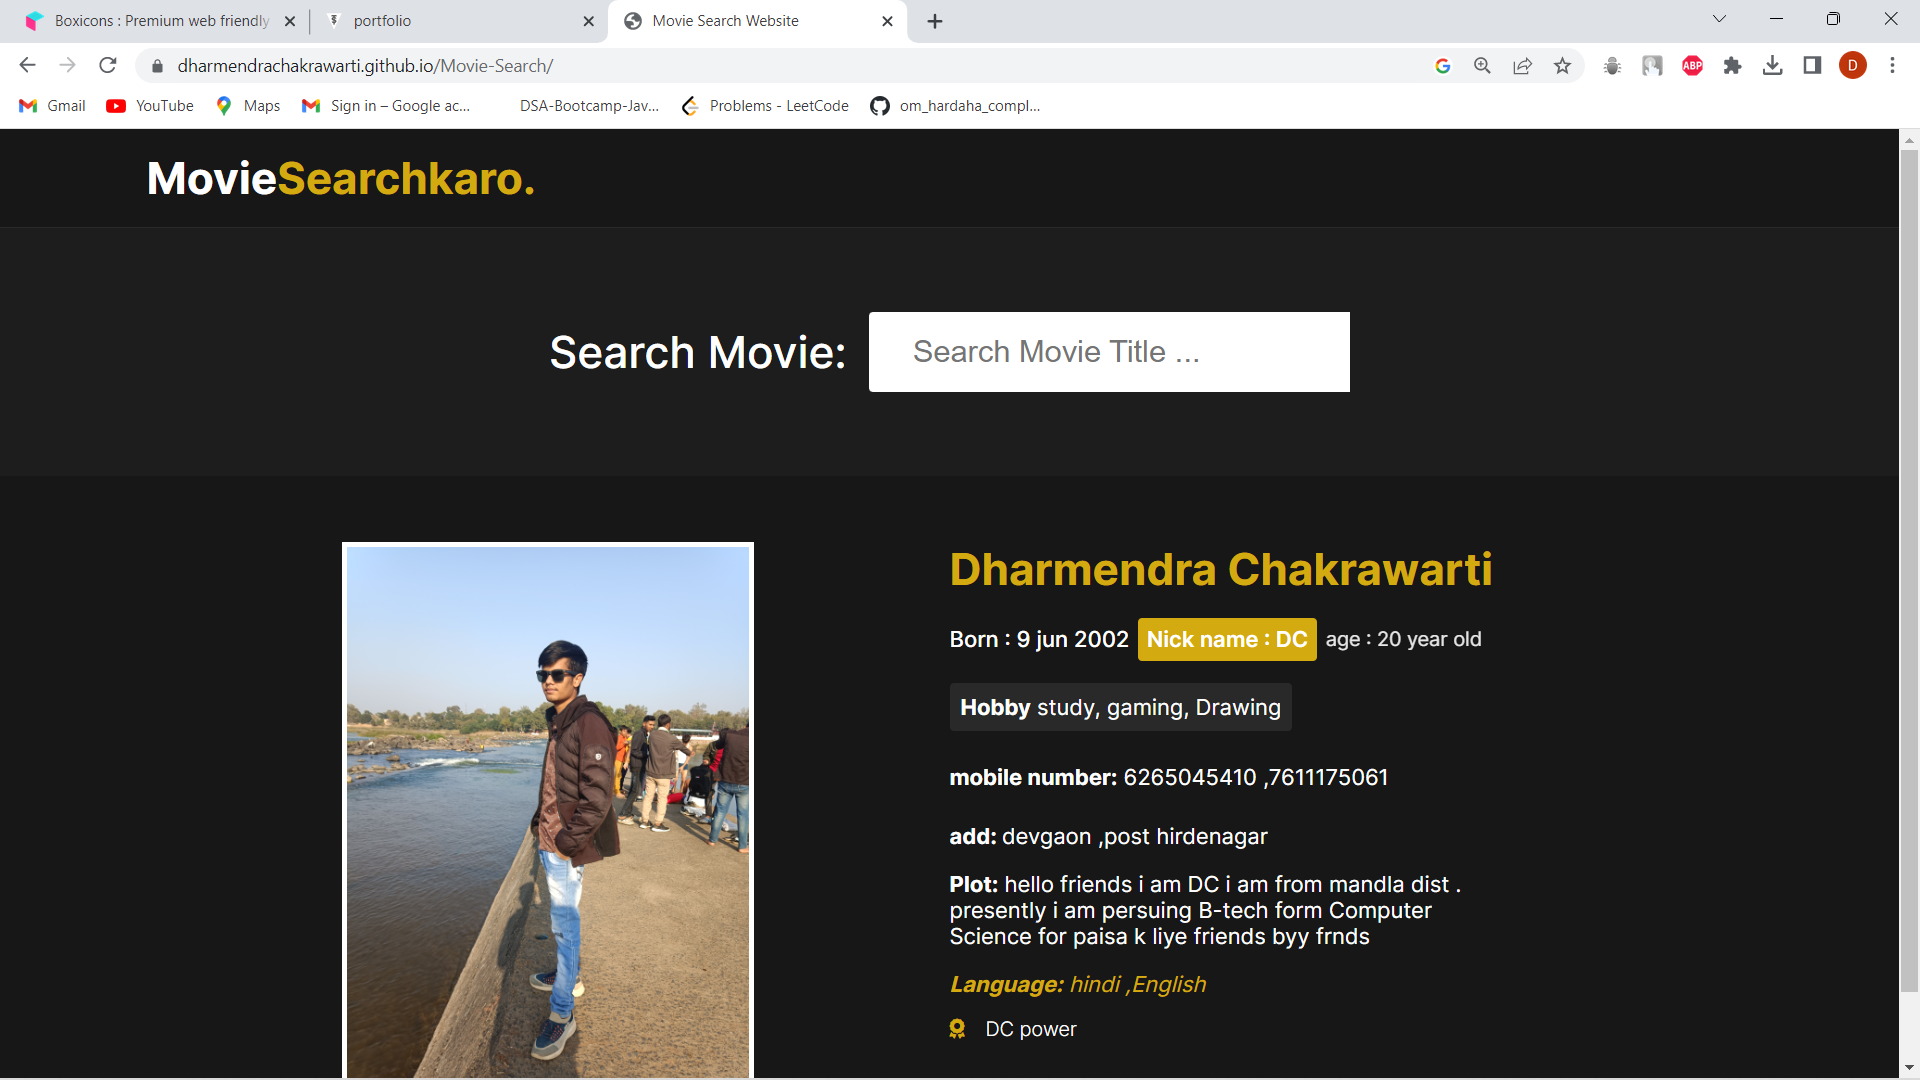 Boxicons : Premium web friendly
portfolio
Movie Search Website
dharmendrachakrawarti.github.io/Movie-Search/
ABP
D
Gmail
YouTube
Maps
Sign in – Google ac...
DSA-Bootcamp-Jav...
Problems - LeetCode
om_hardaha_compl...
MovieSearchkaro.
Search Movie:
Search Movie Title ...
Dharmendra Chakrawarti
Born : 9 jun 2002 Nick name : DC age : 20 year old
Hobby study, gaming, Drawing
mobile number: 6265045410 ,7611175061
add: devgaon ,post hirdenagar
Plot: hello friends i am DC i am from mandla dist .
presently i am persuing B-tech form Computer
Science for paisa k liye friends byy frnds
Language: hindi ,English
DC power